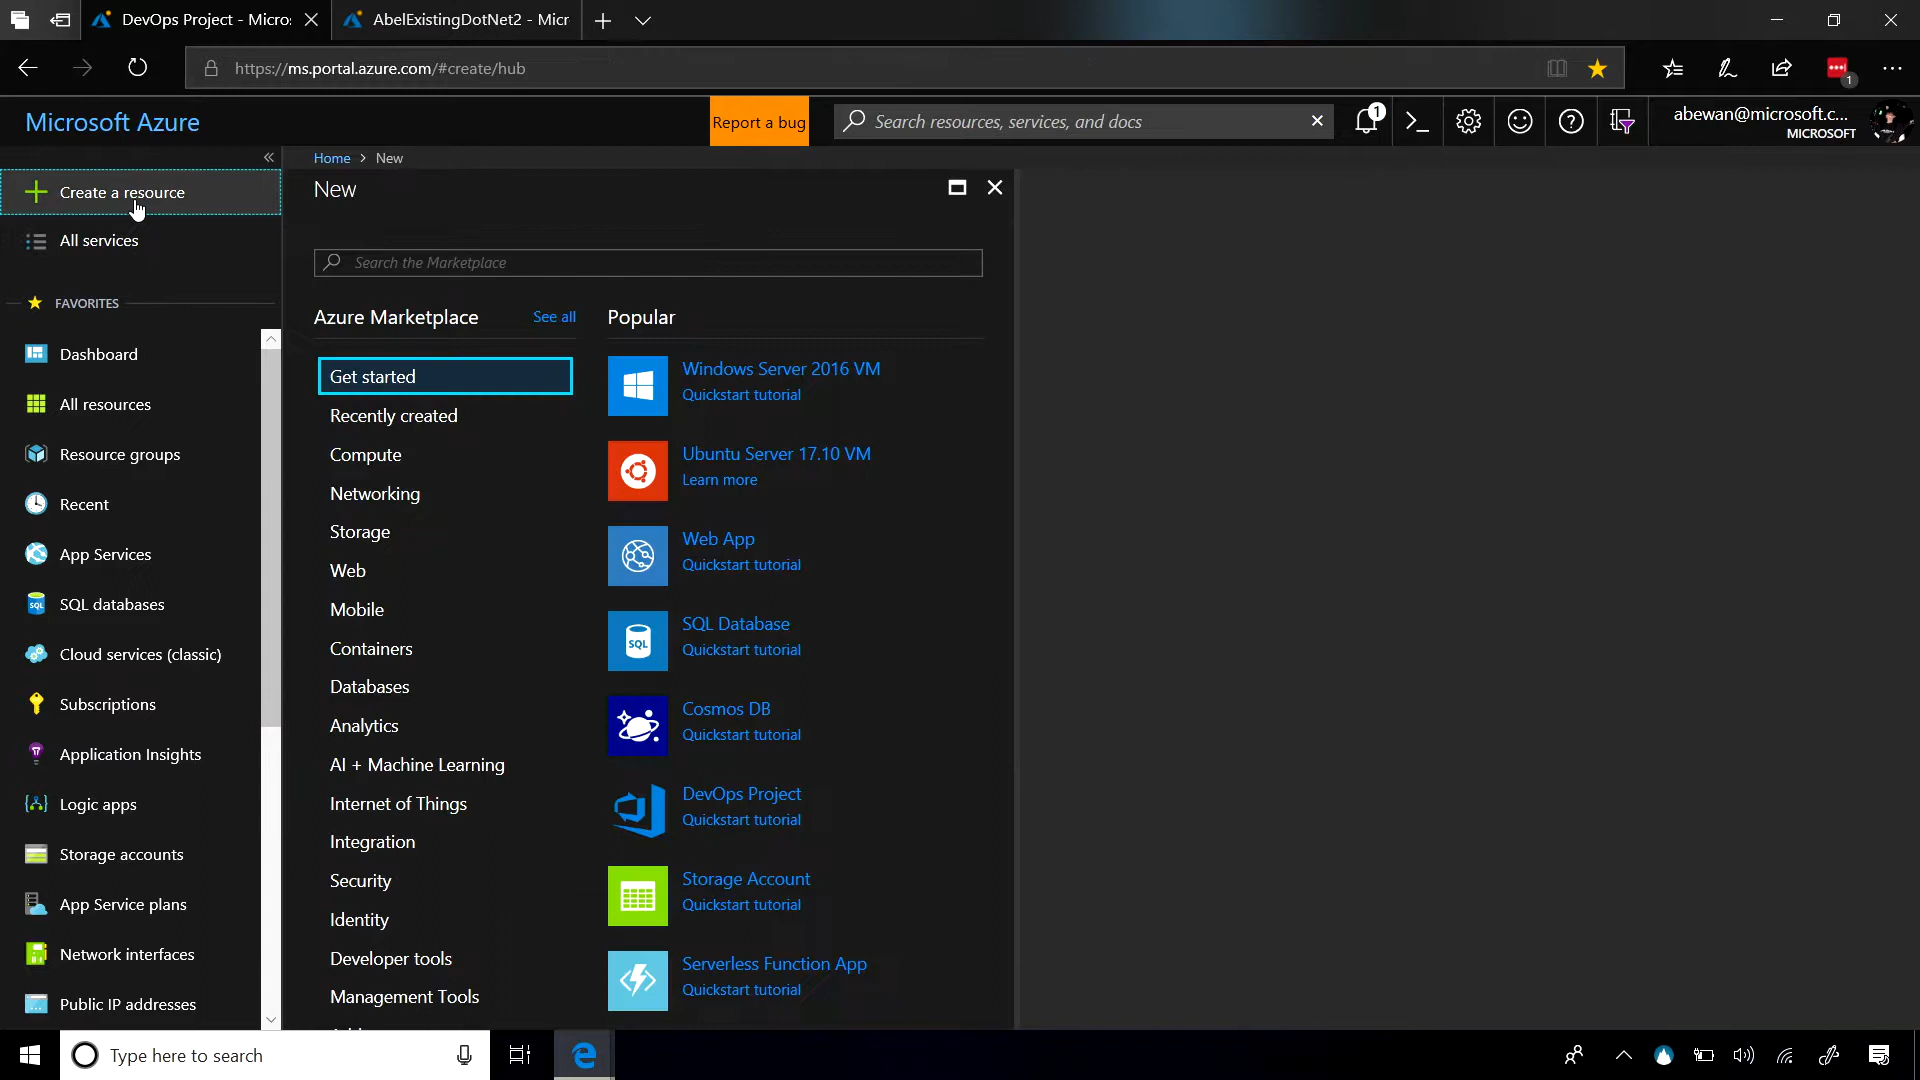 DevOps Project - Micros
AbelExistingDotNet2 - Micr
https://ms.portal.azure.com/#create/hub
1
Microsoft Azure
Report a bug
Search resources, services, and docs
1
abewan@microsoft.c...
MICROSOFT
Home > New
New
Create a resource
All services
FAVORITES
Dashboard
All resources
Resource groups
Recent
App Services
SQL
SQL databases
Cloud services (classic)
Subscriptions
Application Insights
Logic apps
Storage accounts
App Service plans
Network interfaces
Public IP addresses
Search the Marketplace
Azure Marketplace
See all
Get started
Recently created
Compute
Networking
Storage
Web
Mobile
Containers
Databases
Analytics
AI + Machine Learning
Internet of Things
Integration
Security
Identity
Developer tools
Management Tools
Popular
Windows Server 2016 VM
Quickstart tutorial
Ubuntu Server 17.10 VM
Learn more
Web App
Quickstart tutorial
SQL
SQL Database
Quickstart tutorial
Cosmos DB
Quickstart tutorial
DevOps Project
Quickstart tutorial
Storage Account
Quickstart tutorial
Serverless Function App
Quickstart tutorial
Type here to search